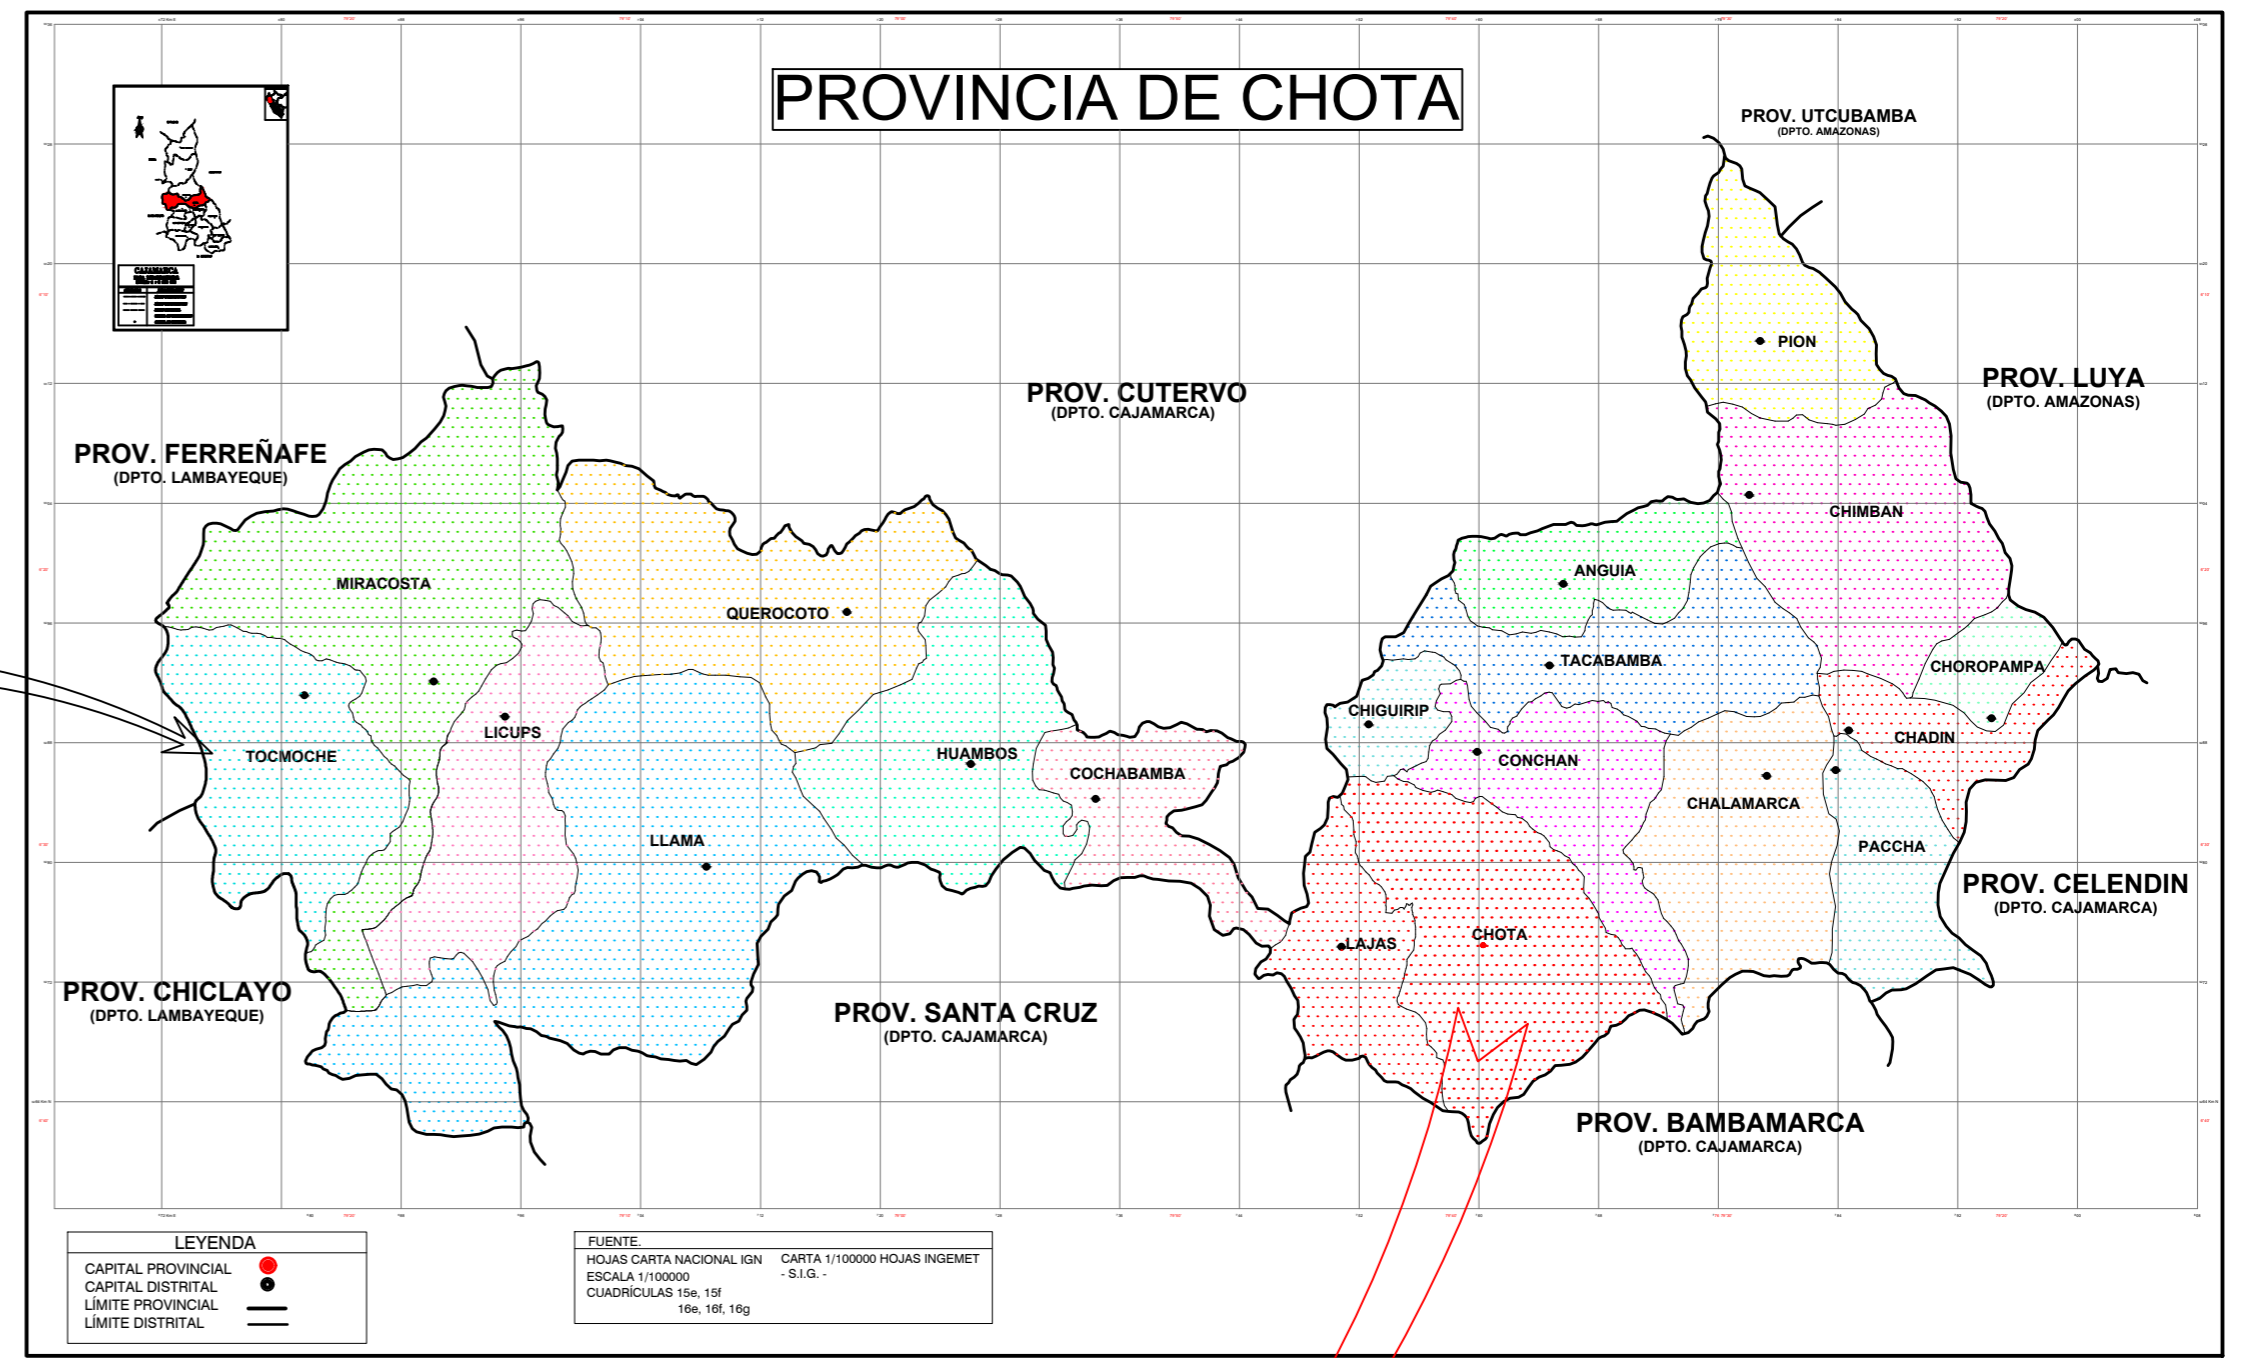 PROVINCIA DE CHOTA
PROV. UTCUBAMBA
(DPTO. AMAZONAS)
CAJAMARCA
PION
PROV. LUYA
(DPTO. AMAZONAS)
PROV. CUTERVO
(DPTO. CAJAMARCA)
PROV. FERREÑAFE
(DPTO. LAMBAYEQUE)
CHIMBAN
ANGUIA
MIRACOSTA
QUEROCOTO
TACABAMBA
CHOROPAMPA
CHIGUIRIP
LICUPS
CHADIN
TOCMOCHE
HUAMBOS
CONCHAN
COCHABAMBA
CHALAMARCA
LLAMA
PACCHA
PROV. CELENDIN
(DPTO. CAJAMARCA)
CHOTA
LAJAS
PROV. CHICLAYO
(DPTO. LAMBAYEQUE)
PROV. SANTA CRUZ
(DPTO. CAJAMARCA)
PROV. BAMBAMARCA
(DPTO. CAJAMARCA)
LEYENDA
CAPITAL PROVINCIAL
CAPITAL DISTRITAL
LÍMITE PROVINCIAL
LÍMITE DISTRITAL
FUENTE.
HOJAS CARTA NACIONAL IGN
ESCALA 1/100000
CUADRÍCULAS 15e, 15f
16e, 16f, 16g
CARTA 1/100000 HOJAS INGEMET
- S.I.G. -